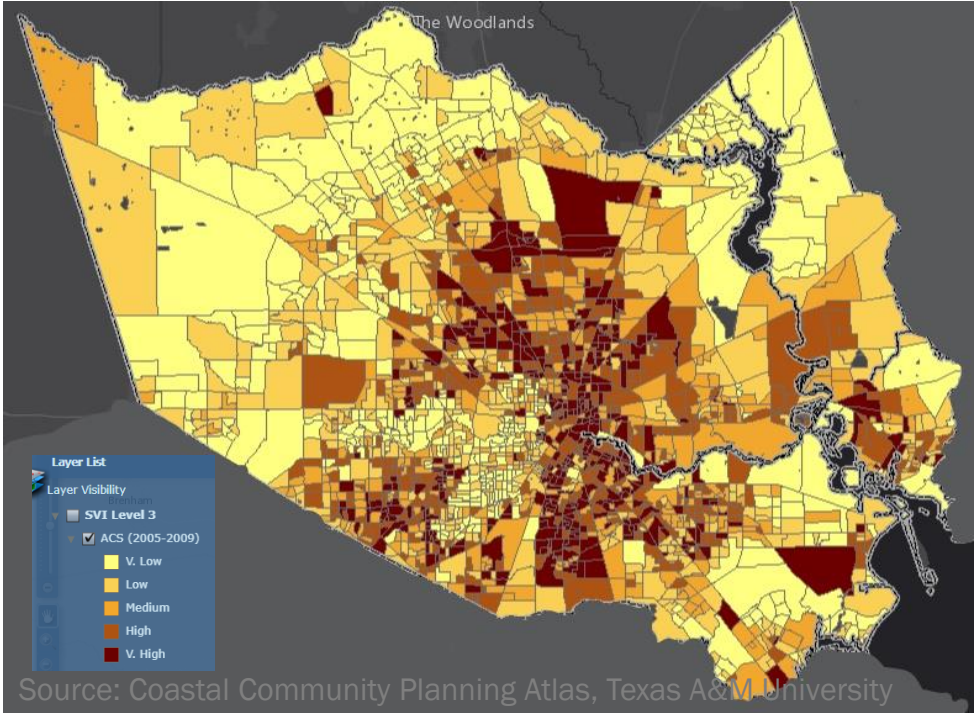 The Woodlands
Layer List
Layer Visibility
Brenham
SVI Level 3
ACS (2005-2009)
V. Low
Low
Medium
High
V. High
Source: Coastal Community Planning Atlas, Texas A&M University